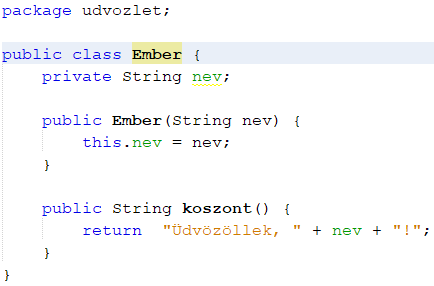 package udvozlet;
public class Ember {
private String nev;
public Ember(String nev) {
this.nev = nev;
}
public String koszont() {
return  "Üdvözöllek, " + nev + "!";
}
}